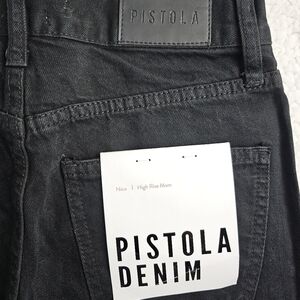 PISTOLA
Nico | High Rise Mom
PISTOLA
DENIM